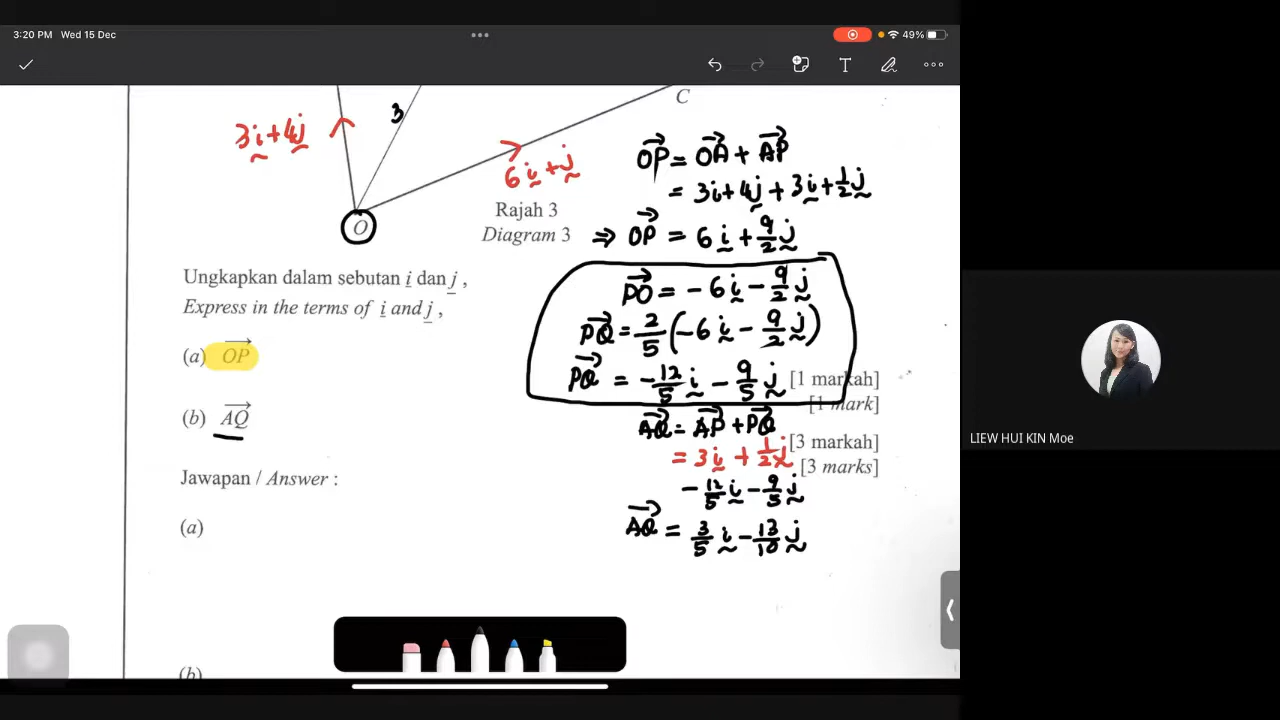 3:20 PM Wed 15 Dec
49%
T
C
3
3i + 4j
6i + j
O
Rajah 3
Diagram 3
OP = OA + AP
= 3i + 4j + 3i + 1/2 j
⇒ OP = 6i + 9/2 j
PO = -6i - 9/2 j
PQ = 2/5 (-6i - 9/2 j)
PQ = -12/5 i - 9/5 j
AQ = AP + PQ
= 3i + 1/2 j
- 12/5 i - 9/5 j
AQ = 3/5 i - 13/10 j
Ungkapkan dalam sebutan i dan j ,
Express in the terms of i and j ,
(a) OP
[1 markah]
[1 mark]
(b) AQ
[3 markah]
[3 marks]
Jawapan / Answer :
(a)
(b)
LIEW HUI KIN Moe